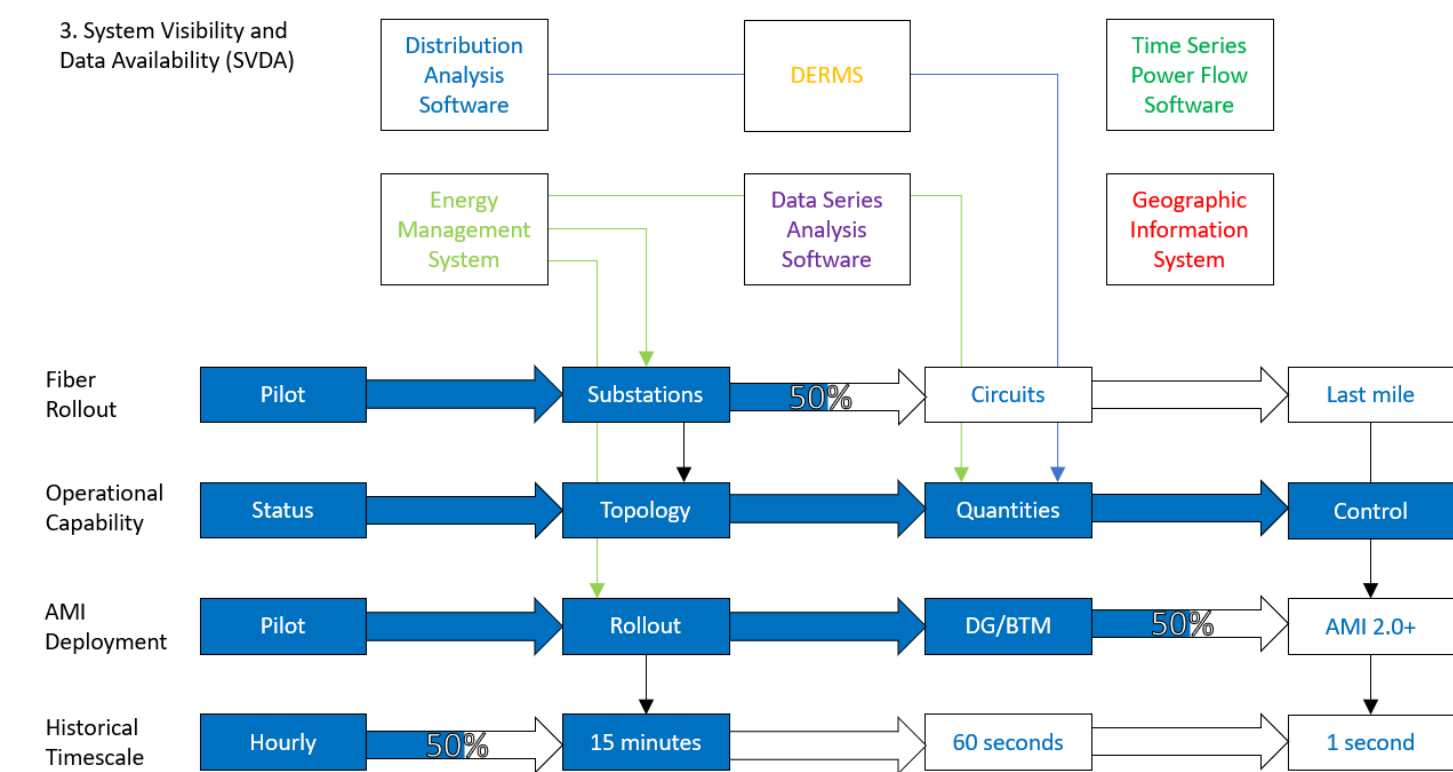 3. System Visibility and
Data Availability (SVDA)
Distribution
Analysis
Software
DERMS
Time Series
Power Flow
Software
Energy
Management
System
Data Series
Analysis
Software
Geographic
Information
System
Fiber
Rollout
Pilot
Substations
50%
Circuits
Last mile
Operational
Capability
Status
Topology
Quantities
Control
AMI
Deployment
Pilot
Rollout
DG/BTM
50%
AMI 2.0+
Historical
Timescale
Hourly
50%
15 minutes
60 seconds
1 second